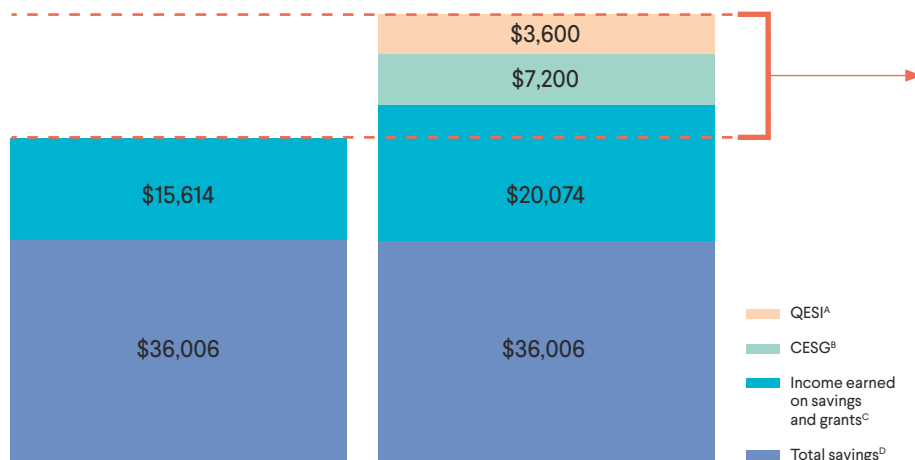 $3,600
$7,200
$15,614
$20,074
$36,006
$36,006
QESIᴬ
CESGᴮ
Income earned
on savings
and grantsᶜ
Total savingsᴰ